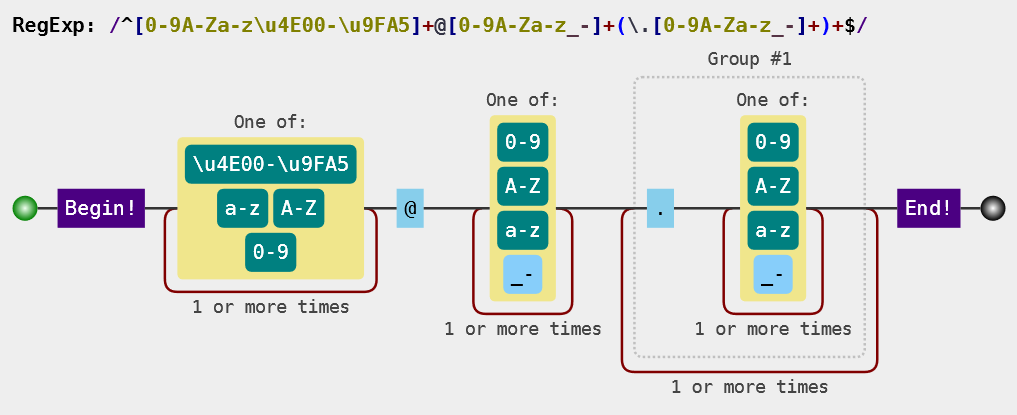 RegExp: /^[0-9A-Za-z\u4E00-\u9FA5]+@[0-9A-Za-z_-]+(\.[0-9A-Za-z_-]+)+$/
Group #1
One of:
One of:
One of:
\u4E00-\u9FA5
a-z A-Z
0-9
1 or more times
0-9
A-Z
a-z
_-
1 or more times
0-9
A-Z
a-z
_-
1 or more times
Begin!
@
.
End!
1 or more times